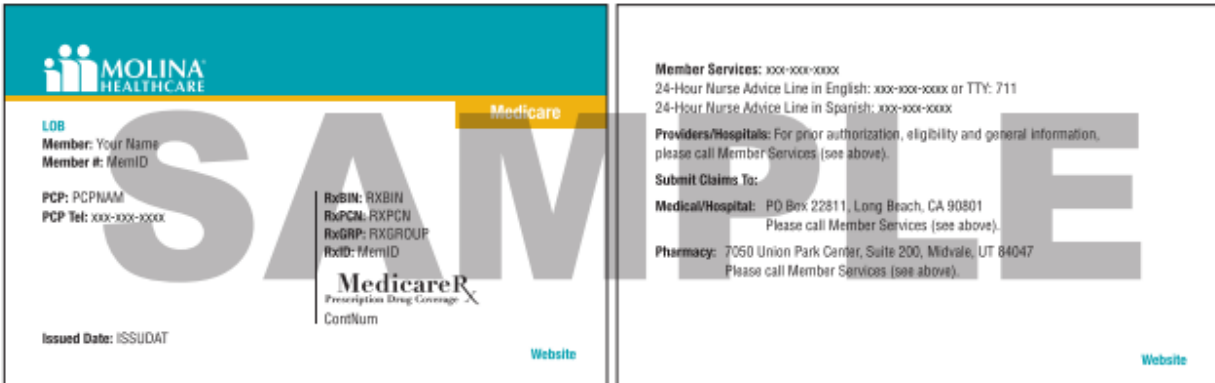 MOLINA
HEALTHCARE
Medicare
LOB
Member: Your Name
Member #: MemID
PCP: PCPNAM
PCP Tel: xxx-xxx-xxxx
RxBIN: RXBIN
RxPCN: RXPCN
RxGRP: RXGROUP
RxID: MemID
MedicareRx
Prescription Drug Coverage
ContNum
Issued Date: ISSUDAT
Website
Member Services: xxx-xxx-xxxx
24-Hour Nurse Advice Line in English: xxx-xxx-xxxx or TTY: 711
24-Hour Nurse Advice Line in Spanish: xxx-xxx-xxxx
Providers/Hospitals: For prior authorization, eligibility and general information,
please call Member Services (see above).
Submit Claims To:
Medical/Hospital: PO Box 22811, Long Beach, CA 90801
Please call Member Services (see above).
Pharmacy: 7050 Union Park Center, Suite 200, Midvale, UT 84047
Please call Member Services (see above).
Website
SAMPLE